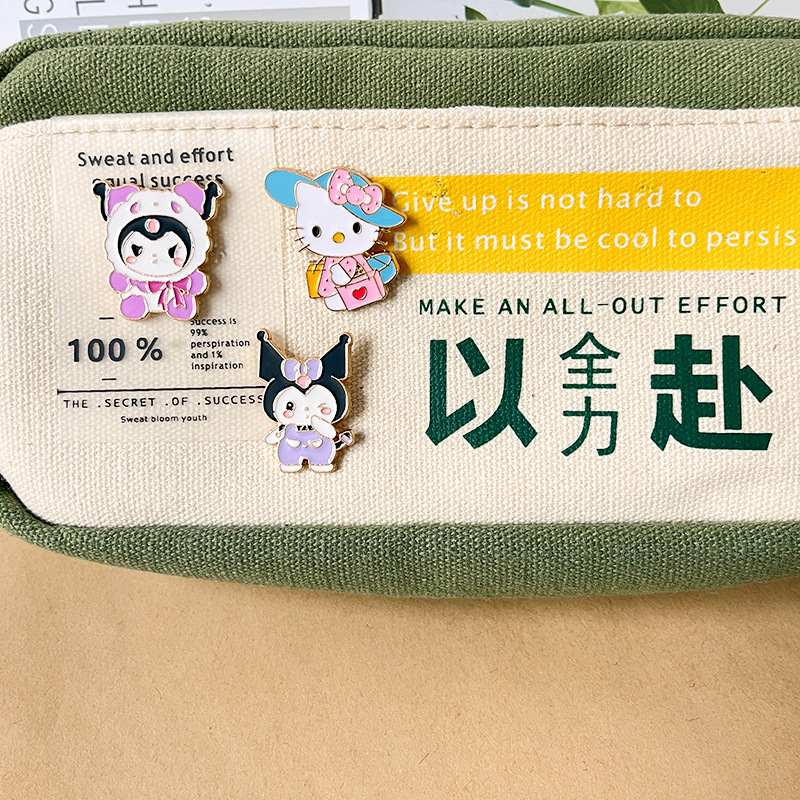 Sweat and effort
equal success
100 %
Success is
99%
perspiration
and 1%
inspiration
THE .SECRET .OF .SUCCESS
Sweat bloom youth
Give up is not hard to
But it must be cool to persis
MAKE AN ALL-OUT EFFORT
以全力赴